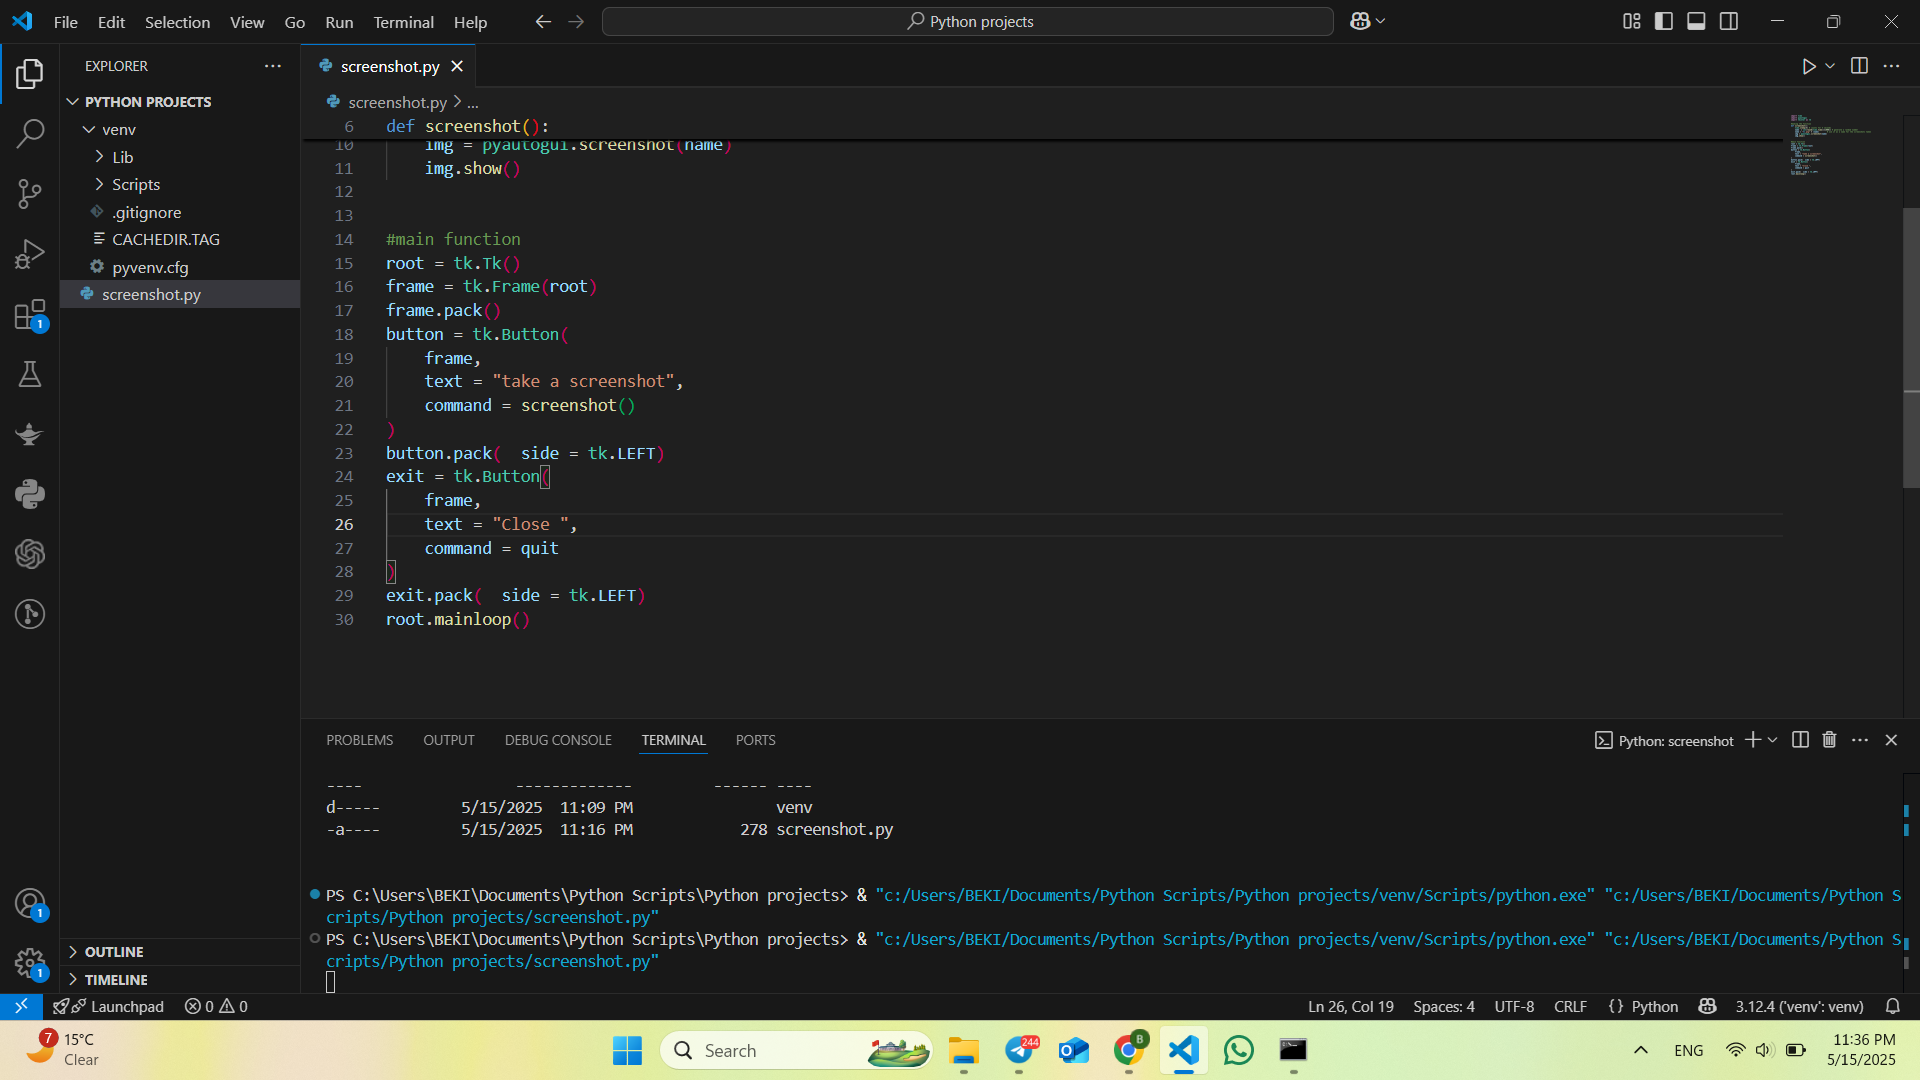 File Edit Selection View Go Run Terminal Help
Python projects
EXPLORER
PYTHON PROJECTS
venv
Lib
Scripts
.gitignore
CACHEDIR.TAG
pyvenv.cfg
screenshot.py
OUTLINE
TIMELINE
1
1
1
screenshot.py
screenshot.py > ...
6 def screenshot():
10 img = pyautogui.screenshot(name)
11 img.show()
12
13
14 #main function
15 root = tk.Tk()
16 frame = tk.Frame(root)
17 frame.pack()
18 button = tk.Button(
19 frame,
20 text = "take a screenshot",
21 command = screenshot()
22 )
23 button.pack(  side = tk.LEFT)
24 exit = tk.Button(
25 frame,
26 text = "Close ",
27 command = quit
28 )
29 exit.pack(  side = tk.LEFT)
30 root.mainloop()
PROBLEMS OUTPUT DEBUG CONSOLE TERMINAL PORTS
Python: screenshot
---- ------------- ------ ----
d----- 5/15/2025 11:09 PM venv
-a---- 5/15/2025 11:16 PM 278 screenshot.py
PS C:\Users\BEKI\Documents\Python Scripts\Python projects> & "c:/Users/BEKI/Documents/Python Scripts/Python projects/venv/Scripts/python.exe" "c:/Users/BEKI/Documents/Python S
cripts/Python projects/screenshot.py"
PS C:\Users\BEKI\Documents\Python Scripts\Python projects> & "c:/Users/BEKI/Documents/Python Scripts/Python projects/venv/Scripts/python.exe" "c:/Users/BEKI/Documents/Python S
cripts/Python projects/screenshot.py"
Launchpad 0 0 Ln 26, Col 19 Spaces: 4 UTF-8 CRLF {} Python 3.12.4 ('venv': venv)
7 15°C
Clear
Search
244
B
ENG
11:36 PM
5/15/2025